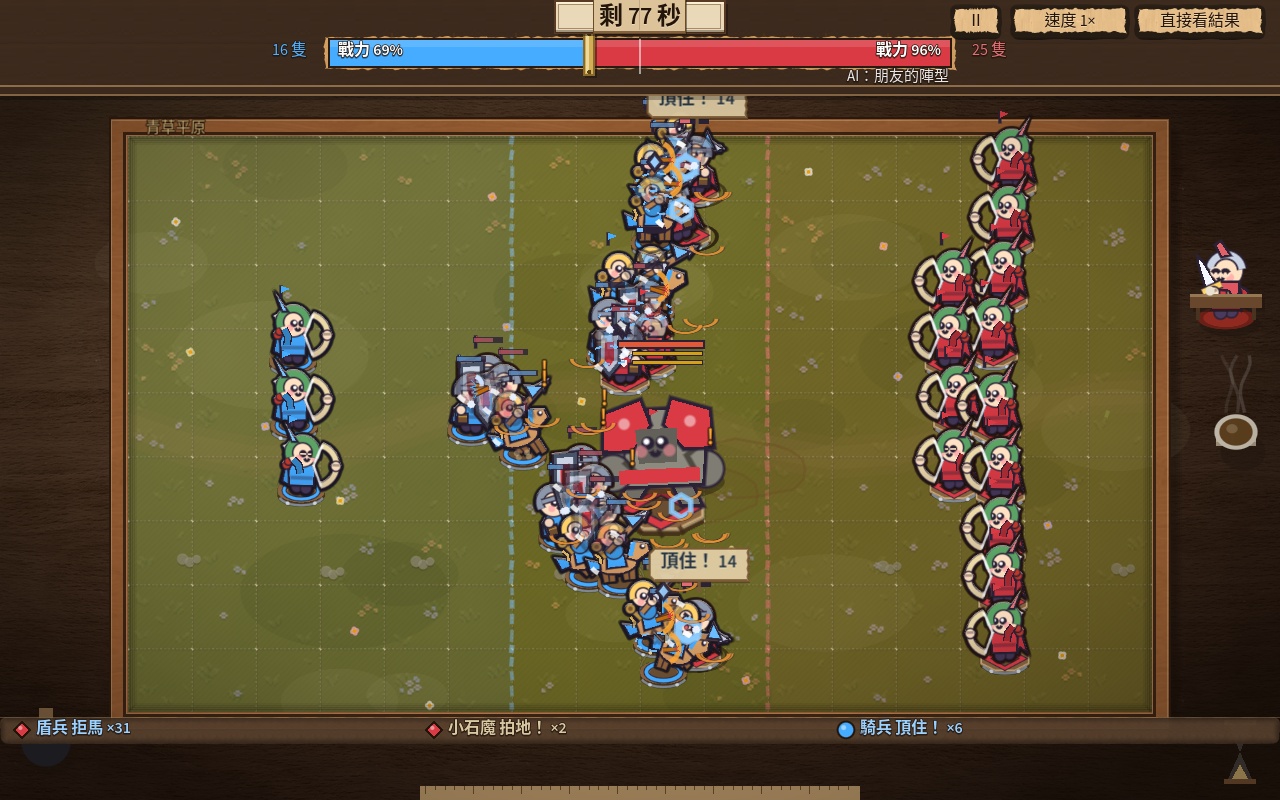 剩 77 秒
II
速度 1×
直接看結果
16 隻
戰力 69%
戰力 96%
25 隻
AI：朋友的陣型
頂住！ 14
青草平原
頂住！ 14
盾兵 拒馬 ×31
小石魔 拍地！ ×2
騎兵 頂住！ ×6